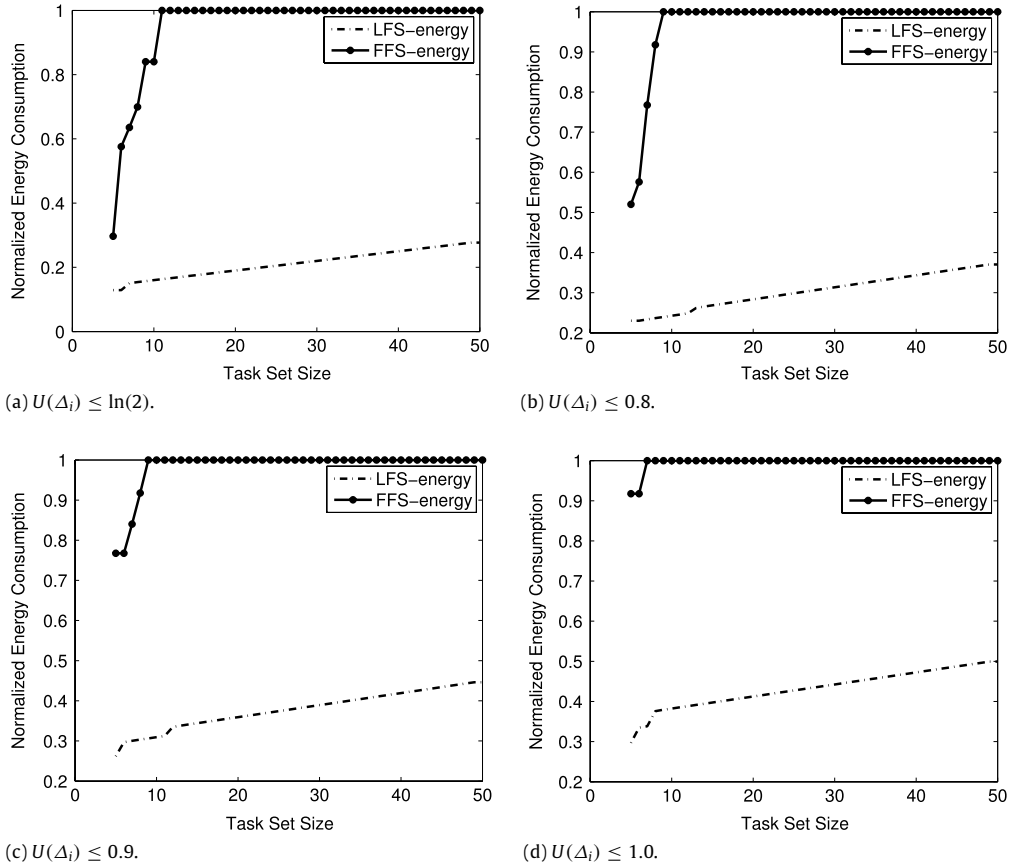 1
0.8
0.6
0.4
0.2
0
Normalized Energy Consumption
LFS-energy
FFS-energy
0 10 20 30 40 50
Task Set Size
(a) U(Δi) ≤ ln(2).
1
0.9
0.8
0.7
0.6
0.5
0.4
0.3
0.2
Normalized Energy Consumption
LFS-energy
FFS-energy
0 10 20 30 40 50
Task Set Size
(b) U(Δi) ≤ 0.8.
1
0.9
0.8
0.7
0.6
0.5
0.4
0.3
0.2
Normalized Energy Consumption
LFS-energy
FFS-energy
0 10 20 30 40 50
Task Set Size
(c) U(Δi) ≤ 0.9.
1
0.9
0.8
0.7
0.6
0.5
0.4
0.3
0.2
Normalized Energy Consumption
LFS-energy
FFS-energy
0 10 20 30 40 50
Task Set Size
(d) U(Δi) ≤ 1.0.